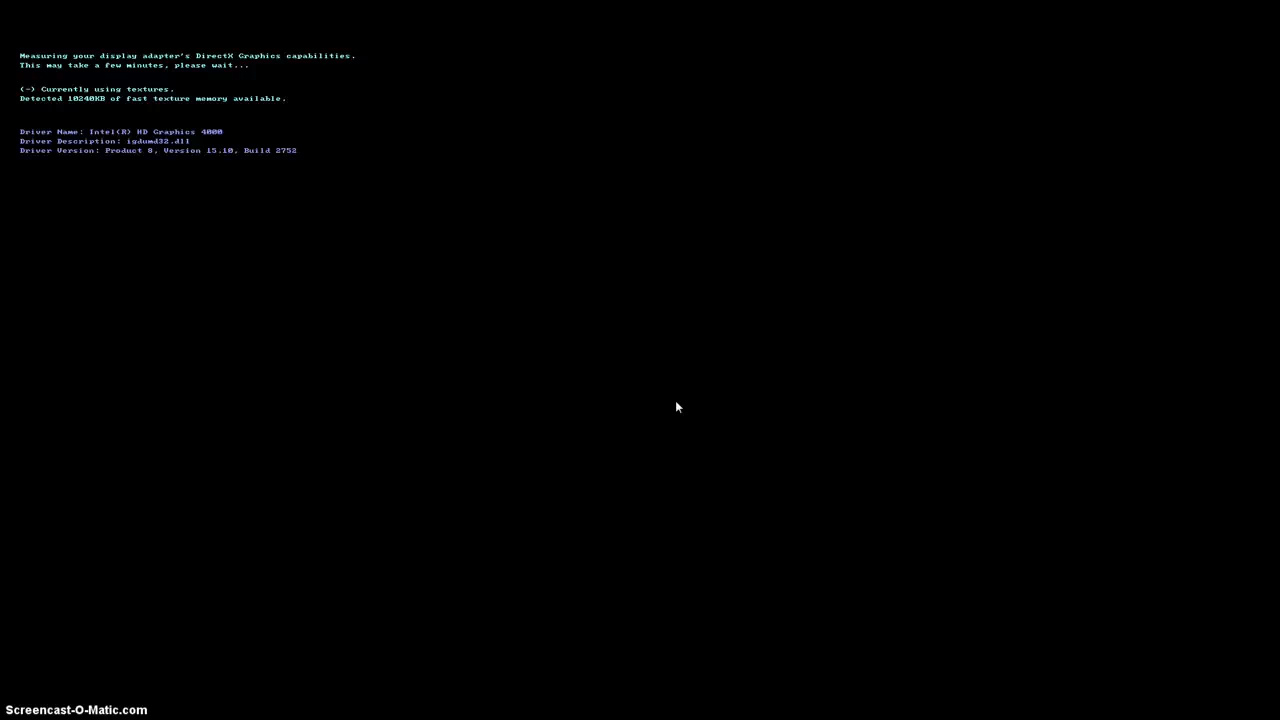 Measuring your display adapter's DirectX Graphics capabilities.
This may take a few minutes, please wait...
(-) Currently using textures.
Detected 10240KB of fast texture memory available.
Driver Name: Intel(R) HD Graphics 4000
Driver Description: igdumd32.dll
Driver Version: Product 8, Version 15.10, Build 2752
Screencast-O-Matic.com